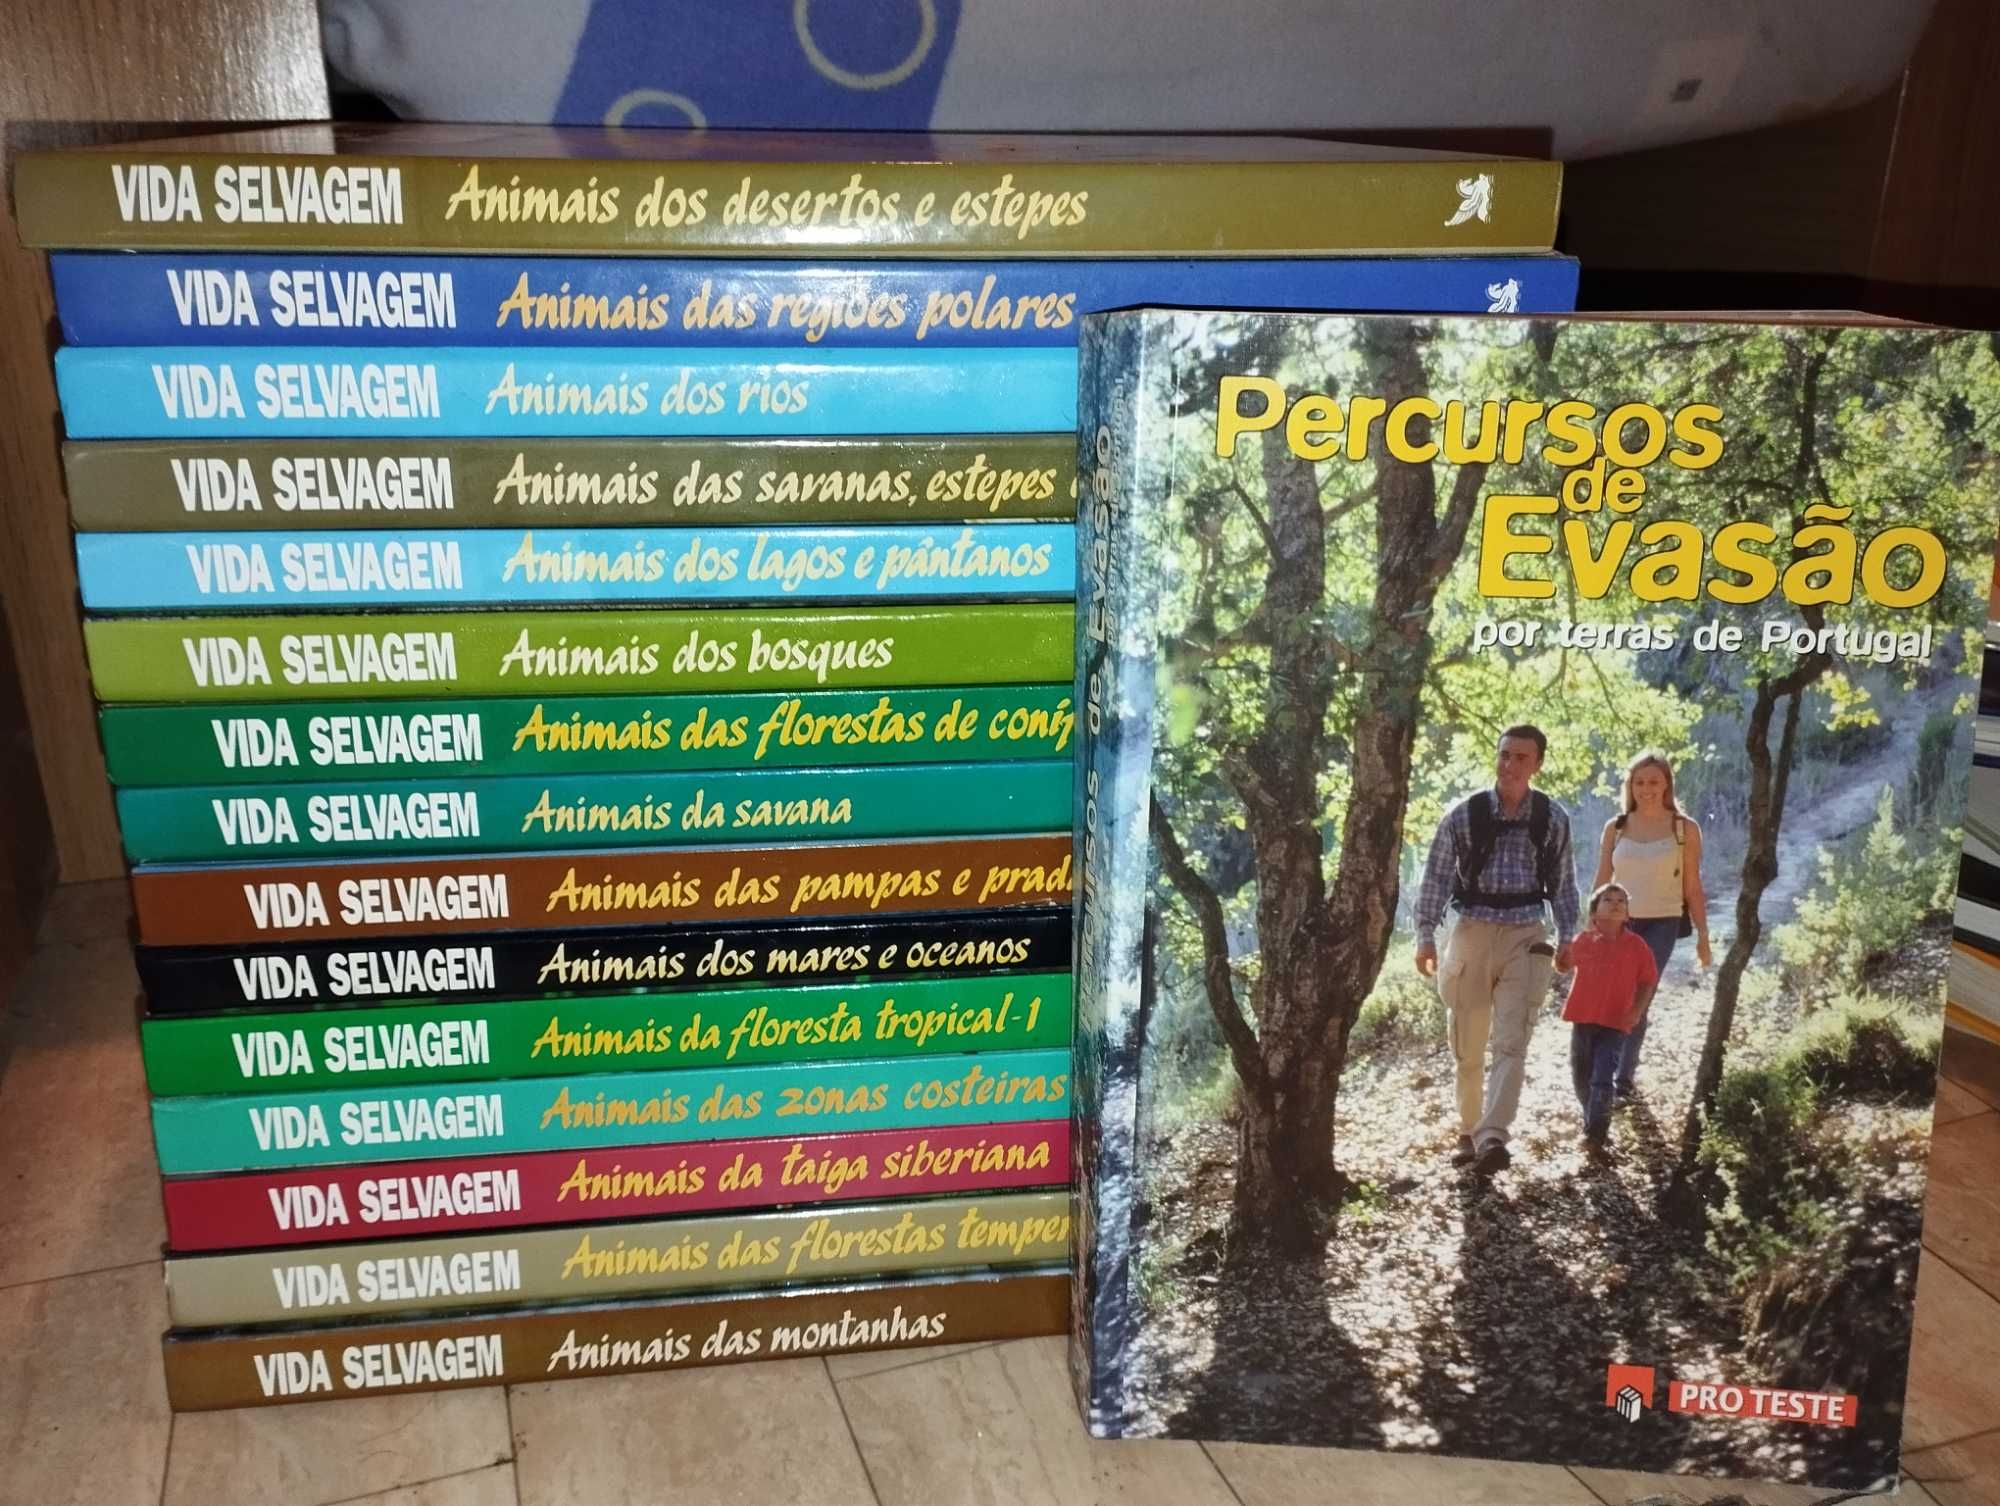 VIDA SELVAGEM Animais dos desertos e estepes
VIDA SELVAGEM Animais das regiões polares
VIDA SELVAGEM Animais dos rios
VIDA SELVAGEM Animais das savanas, estepes
VIDA SELVAGEM Animais dos lagos e pântanos
VIDA SELVAGEM Animais dos bosques
VIDA SELVAGEM Animais das florestas de
VIDA SELVAGEM Animais da savana
VIDA SELVAGEM Animais das pampas e
VIDA SELVAGEM Animais dos mares e oceanos
VIDA SELVAGEM Animais da floresta tropical-1
VIDA SELVAGEM Animais das zonas costeiras
VIDA SELVAGEM Animais da taiga siberiana
VIDA SELVAGEM Animais das florestas
VIDA SELVAGEM Animais das montanhas
Percursos de Evasão
Percursos
de
Evasão
por terras de Portugal
PRO TESTE